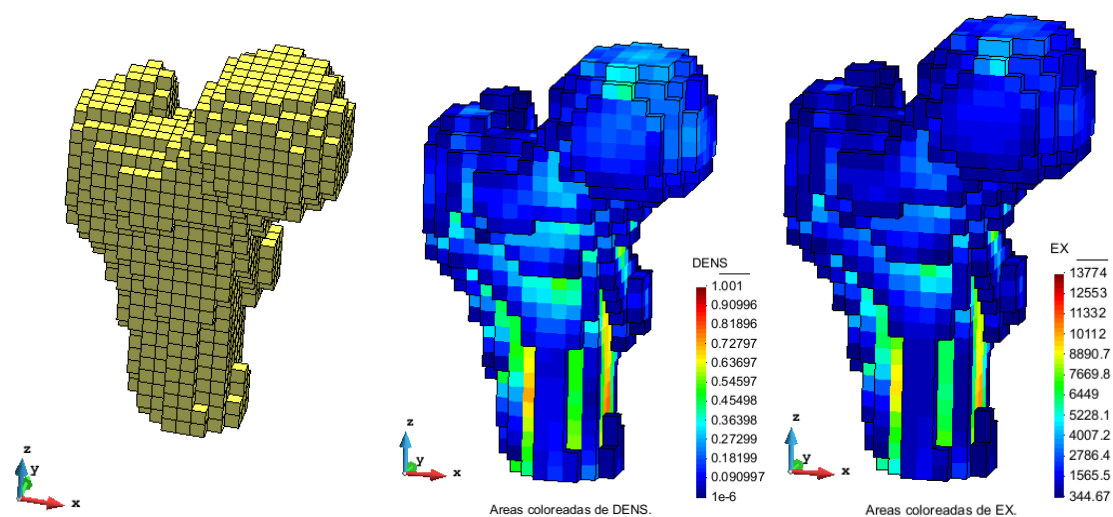 z
y
x
z
y
x
DENS
1.001
0.90996
0.81896
0.72797
0.63697
0.54597
0.45498
0.36398
0.27299
0.18199
0.090997
1e-6
Areas coloreadas de DENS.
z
y
x
EX
13774
12553
11332
10112
8890.7
7669.8
6449
5228.1
4007.2
2786.4
1565.5
344.67
Areas coloreadas de EX.